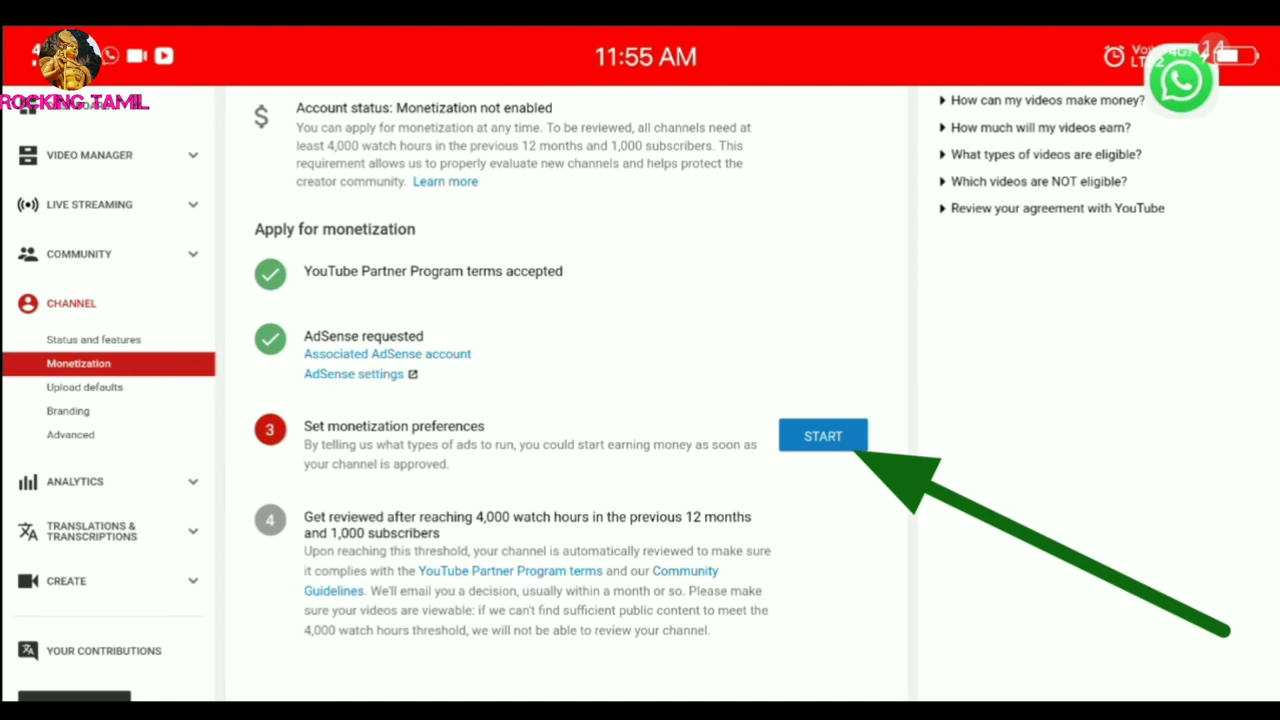 11:55 AM
LTE2
14
ROCKING TAMIL
VIDEO MANAGER
LIVE STREAMING
COMMUNITY
CHANNEL
Status and features
Monetization
Upload defaults
Branding
Advanced
ANALYTICS
TRANSLATIONS &
TRANSCRIPTIONS
CREATE
YOUR CONTRIBUTIONS
Account status: Monetization not enabled
You can apply for monetization at any time. To be reviewed, all channels need at
least 4,000 watch hours in the previous 12 months and 1,000 subscribers. This
requirement allows us to properly evaluate new channels and helps protect the
creator community. Learn more
Apply for monetization
YouTube Partner Program terms accepted
AdSense requested
Associated AdSense account
AdSense settings
3
Set monetization preferences
By telling us what types of ads to run, you could start earning money as soon as
your channel is approved.
START
4
Get reviewed after reaching 4,000 watch hours in the previous 12 months
and 1,000 subscribers
Upon reaching this threshold, your channel is automatically reviewed to make sure
it complies with the YouTube Partner Program terms and our Community
Guidelines. We'll email you a decision, usually within a month or so. Please make
sure your videos are viewable: if we can't find sufficient public content to meet the
4,000 watch hours threshold, we will not be able to review your channel.
How can my videos make money?
How much will my videos earn?
What types of videos are eligible?
Which videos are NOT eligible?
Review your agreement with YouTube